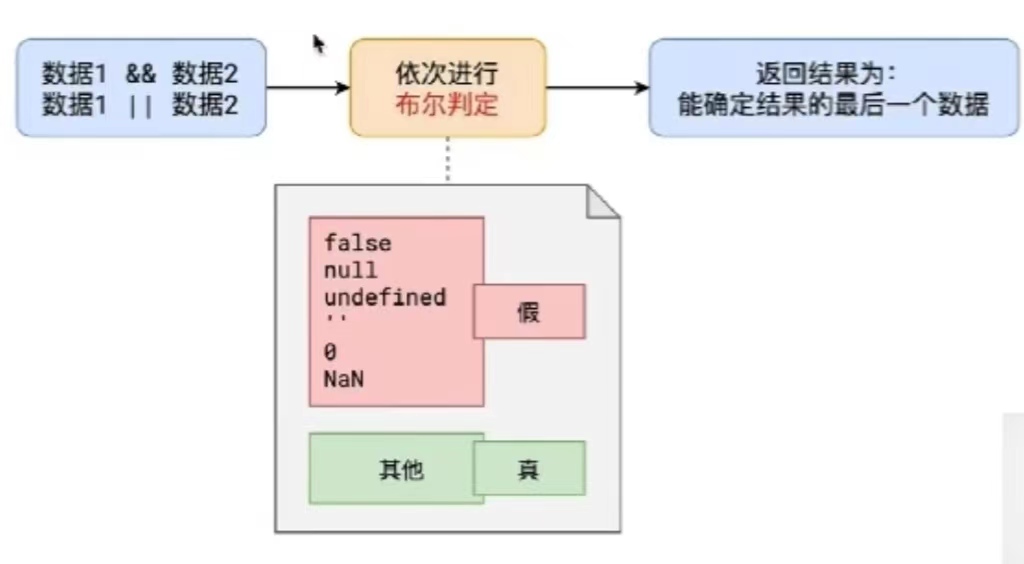 数据1 && 数据2
数据1 || 数据2
依次进行
布尔判定
返回结果为：
能确定结果的最后一个数据
false
null
undefined
''
0
NaN
假
其他
真